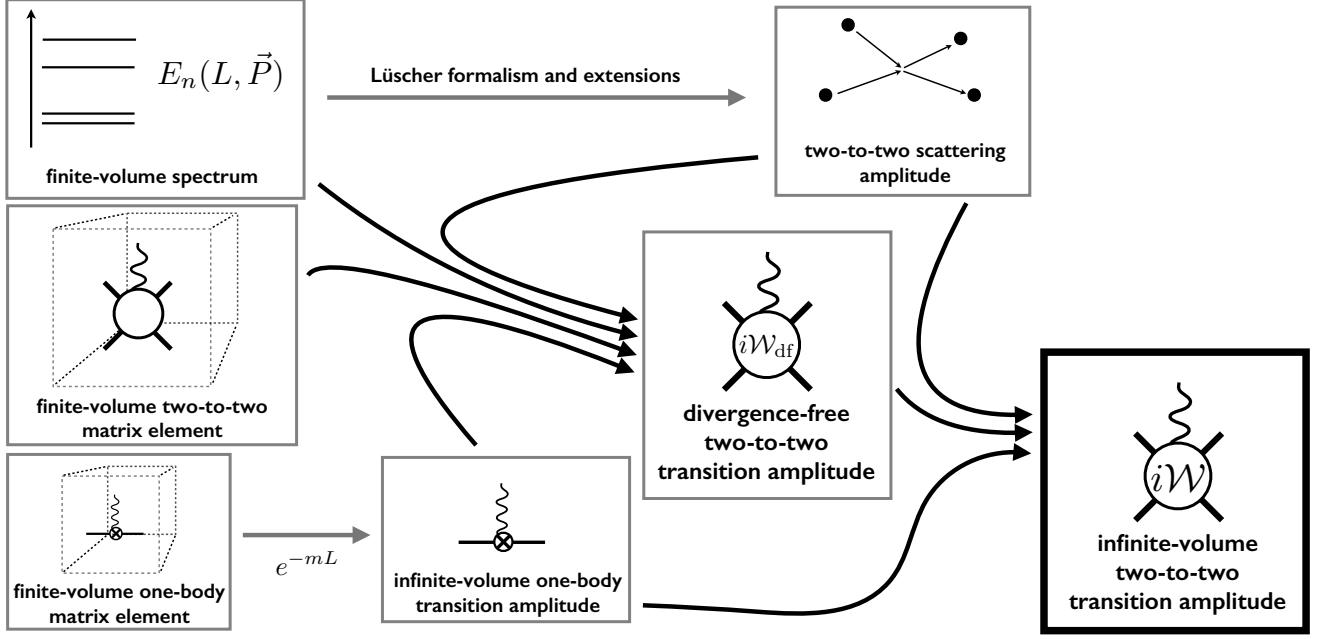 E_n(L, \vec{P})
finite-volume spectrum
Lüscher formalism and extensions
two-to-two scattering
amplitude
finite-volume two-to-two
matrix element
iW_df
divergence-free
two-to-two
transition amplitude
finite-volume one-body
matrix element
e^{-mL}
infinite-volume one-body
transition amplitude
iW
infinite-volume
two-to-two
transition amplitude